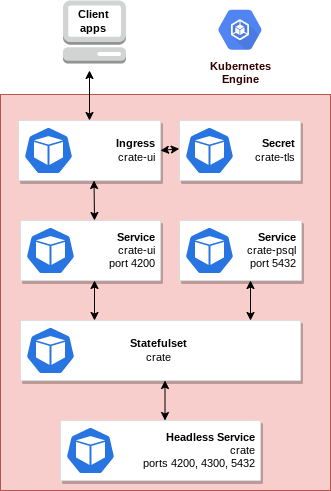 Client
apps
Kubernetes
Engine
Ingress
crate-ui
Secret
crate-tls
Service
crate-ui
port 4200
Service
crate-psql
port 5432
Statefulset
crate
Headless Service
crate
ports 4200, 4300, 5432